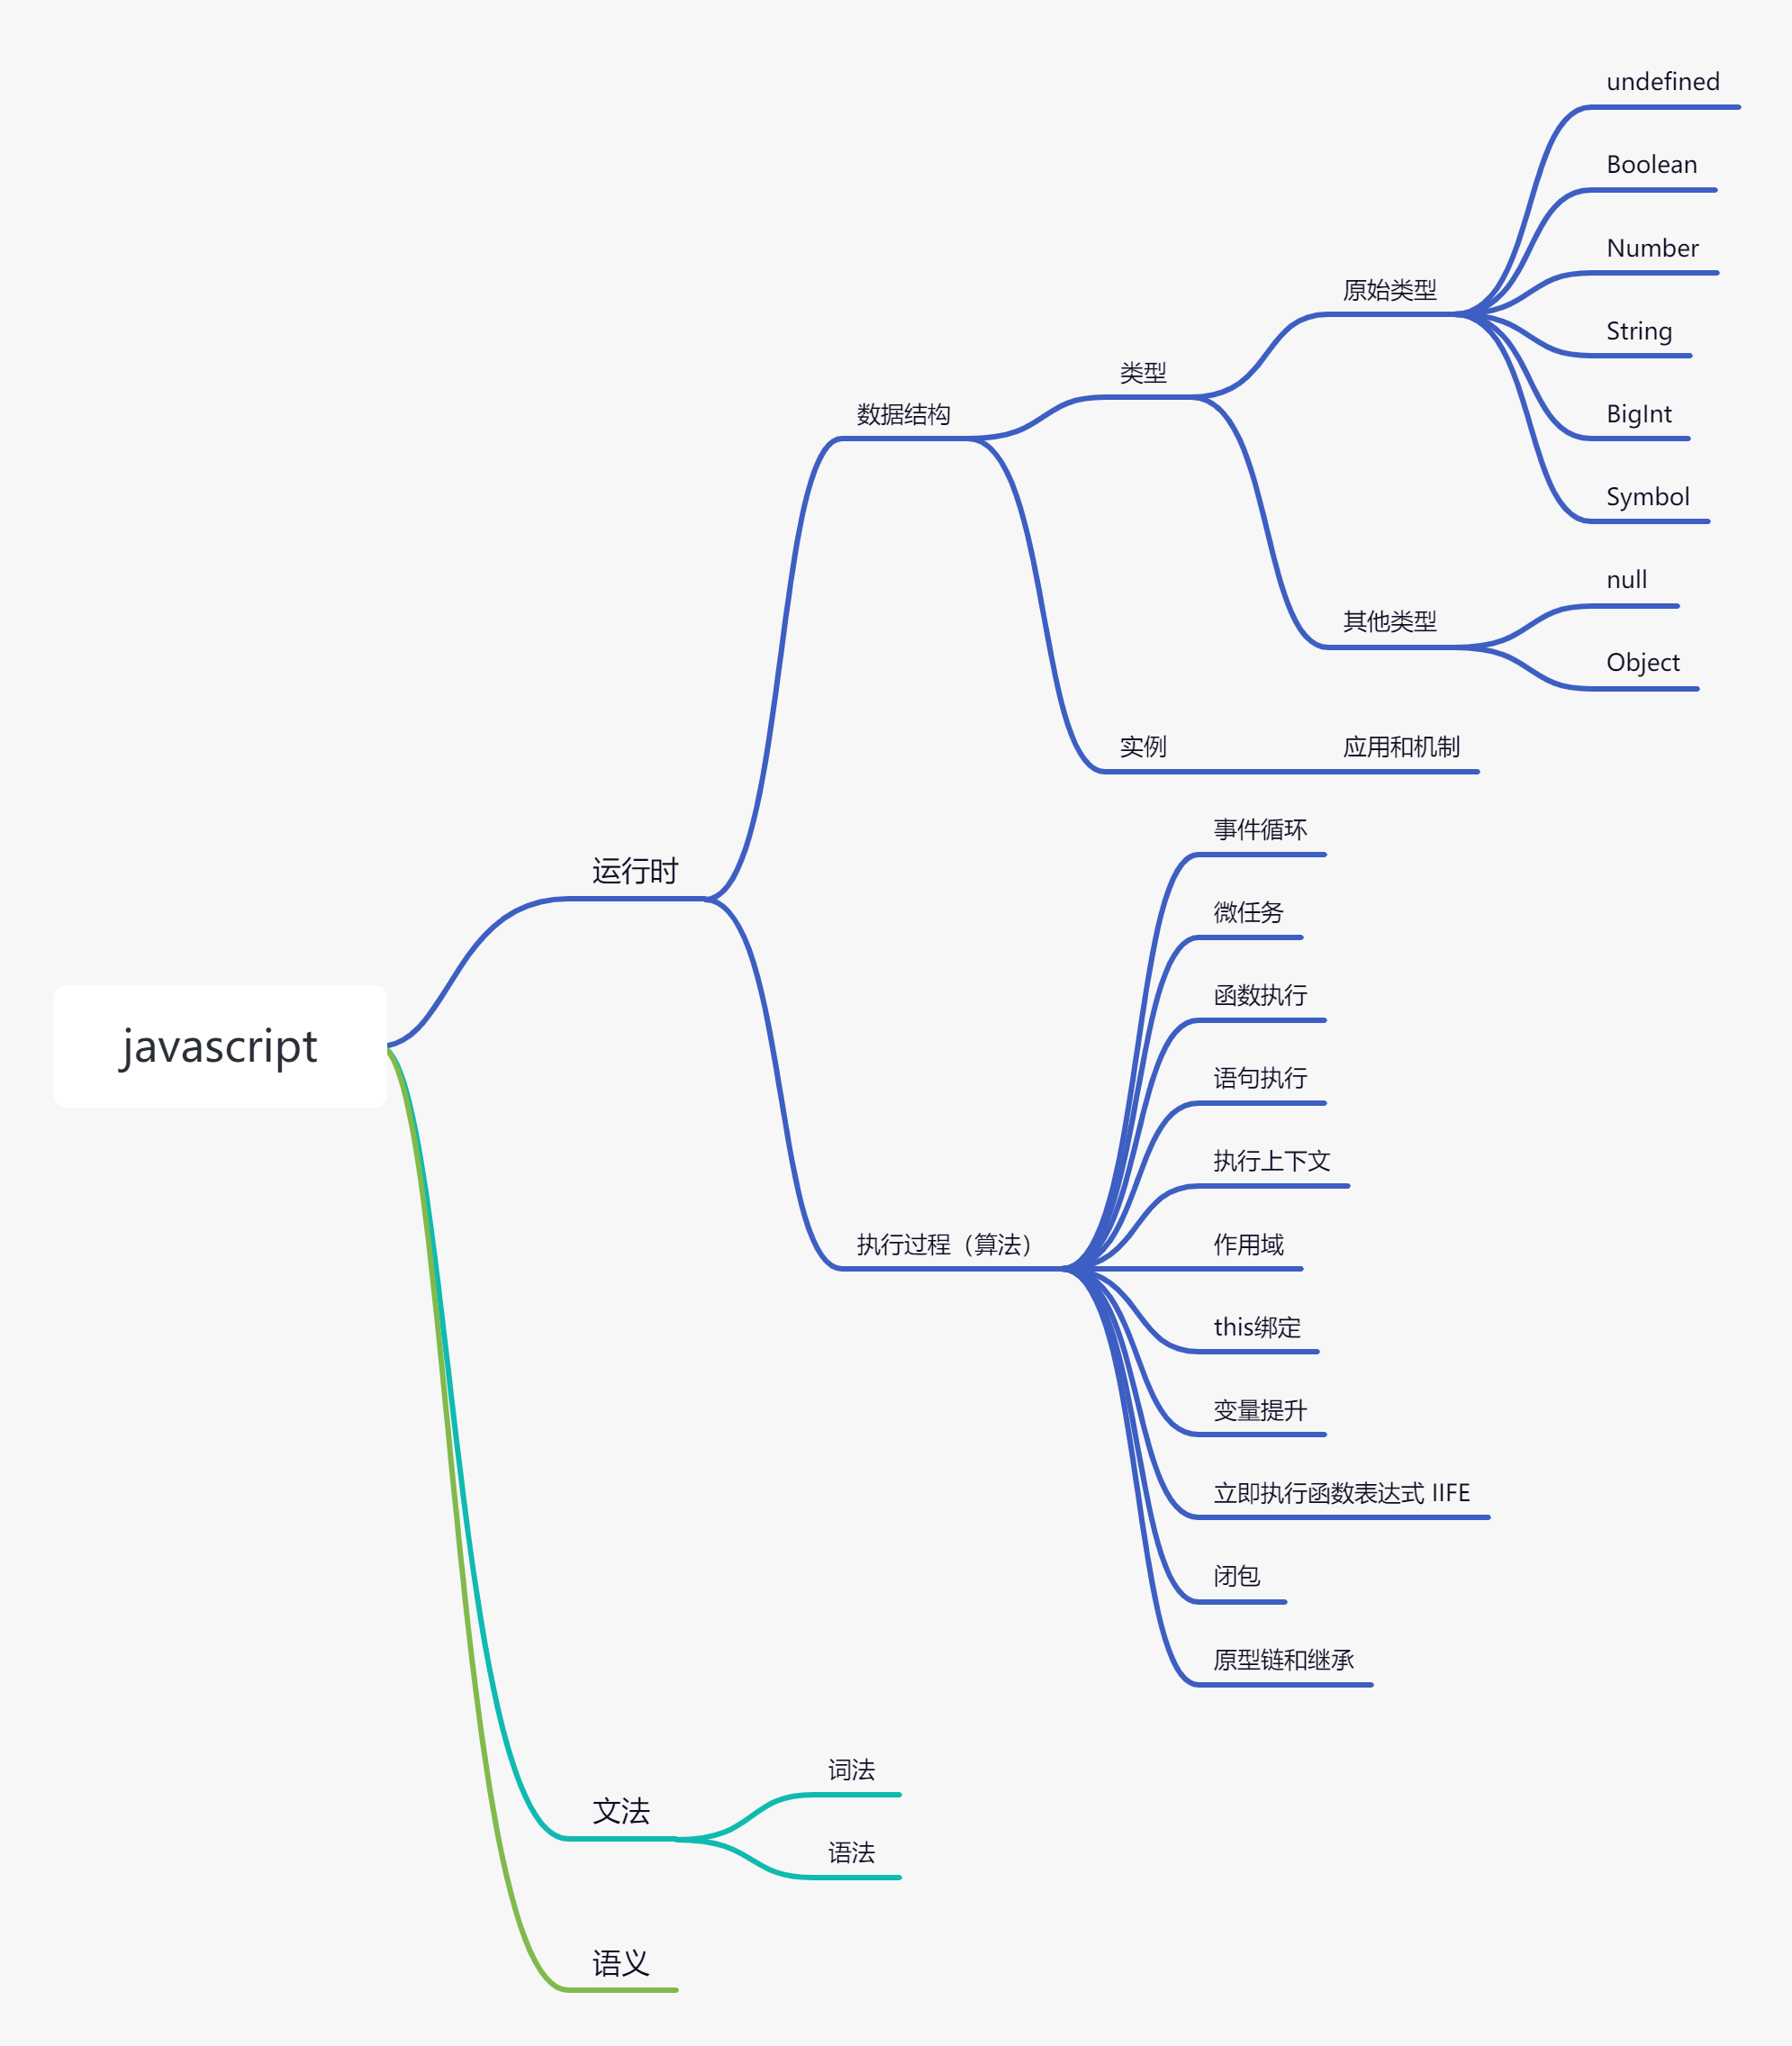 javascript
运行时
数据结构
类型
原始类型
undefined
Boolean
Number
String
BigInt
Symbol
其他类型
null
Object
实例
应用和机制
执行过程（算法）
事件循环
微任务
函数执行
语句执行
执行上下文
作用域
this绑定
变量提升
立即执行函数表达式 IIFE
闭包
原型链和继承
文法
词法
语法
语义